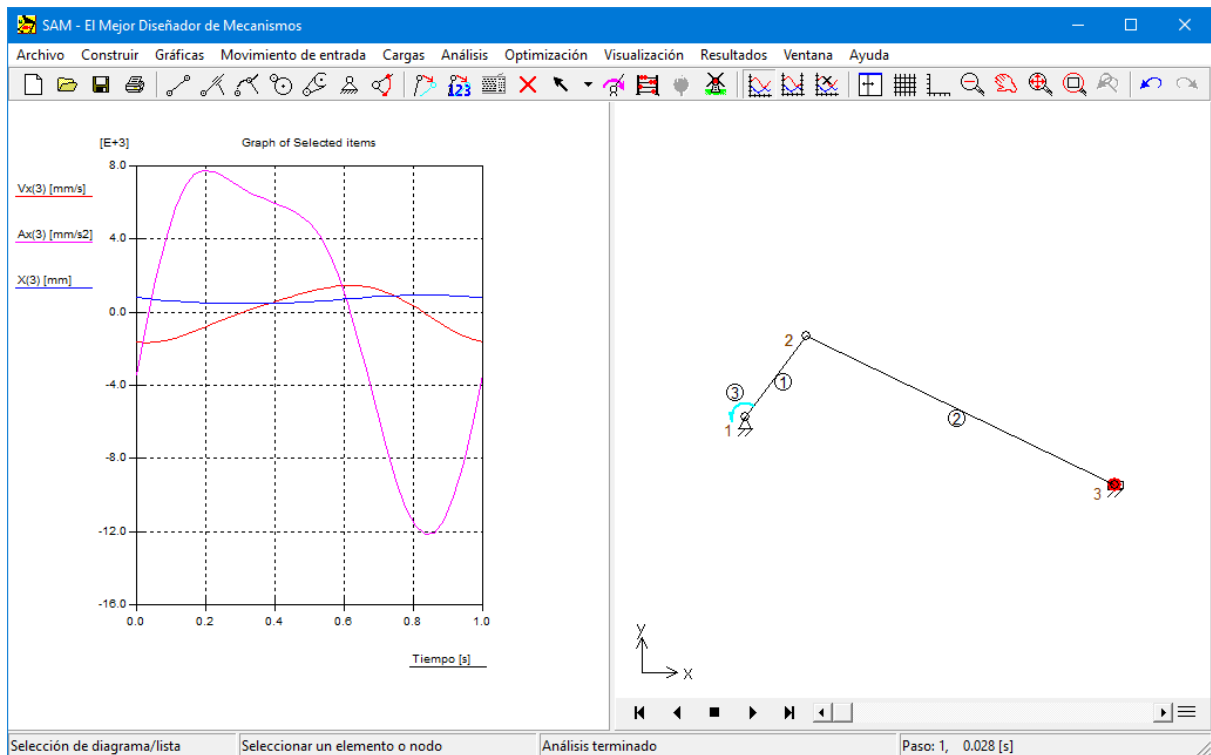 SAM - El Mejor Diseñador de Mecanismos
Archivo Construir Gráficas Movimiento de entrada Cargas Análisis Optimización Visualización Resultados Ventana Ayuda
123
[E+3] Graph of Selected items
8.0
Vx(3) [mm/s]
Ax(3) [mm/s2]
4.0
X(3) [mm]
0.0
-4.0
-8.0
-12.0
-16.0
0.0 0.2 0.4 0.6 0.8 1.0
Tiempo [s]
2
1
3
1
2
3
y
x
Selección de diagrama/lista Seleccionar un elemento o nodo Análisis terminado Paso: 1, 0.028 [s]